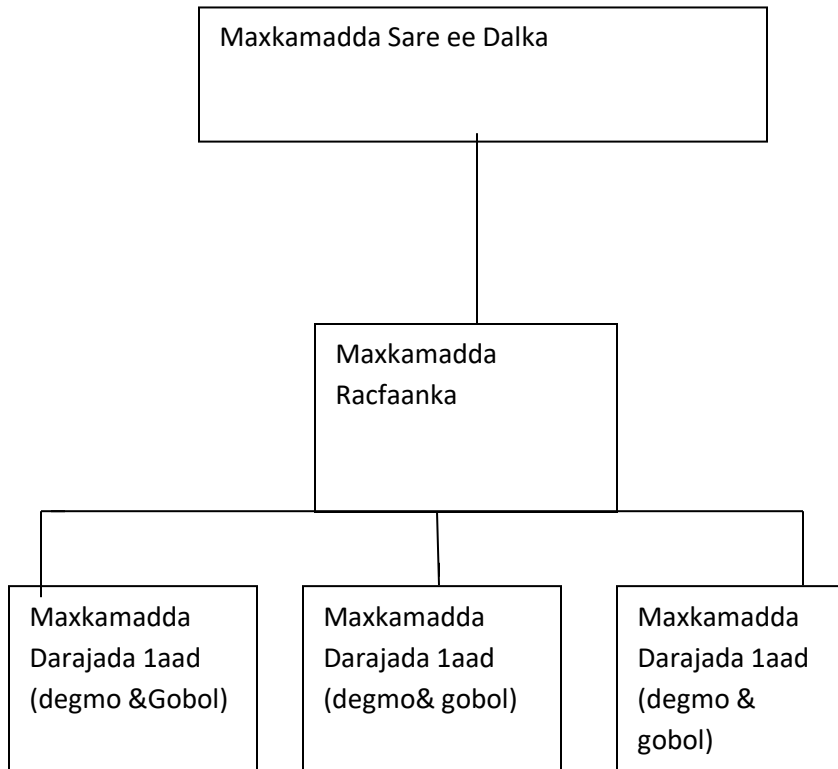 Maxkamadda Sare ee Dalka
Maxkamadda
Racfaanka
Maxkamadda
Darajada 1aad
(degmo &Gobol)
Maxkamadda
Darajada 1aad
(degmo& gobol)
Maxkamadda
Darajada 1aad
(degmo &
gobol)